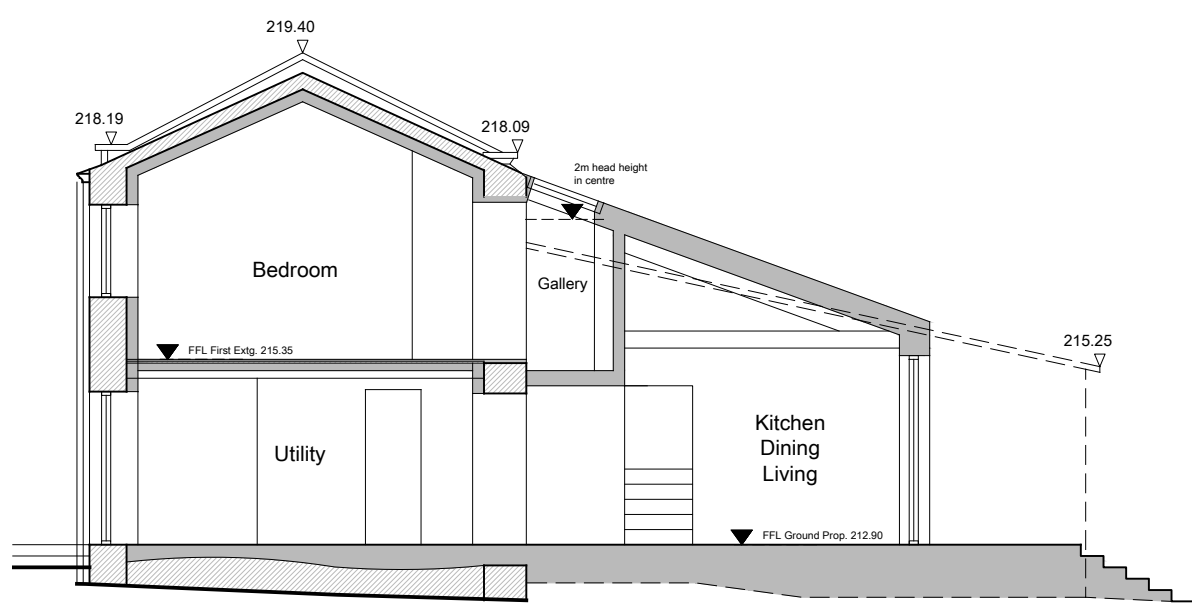 219.40
218.19
218.09
2m head height
in centre
Bedroom
Gallery
FFL First Extg. 215.35
215.25
Kitchen
Dining
Living
Utility
FFL Ground Prop. 212.90